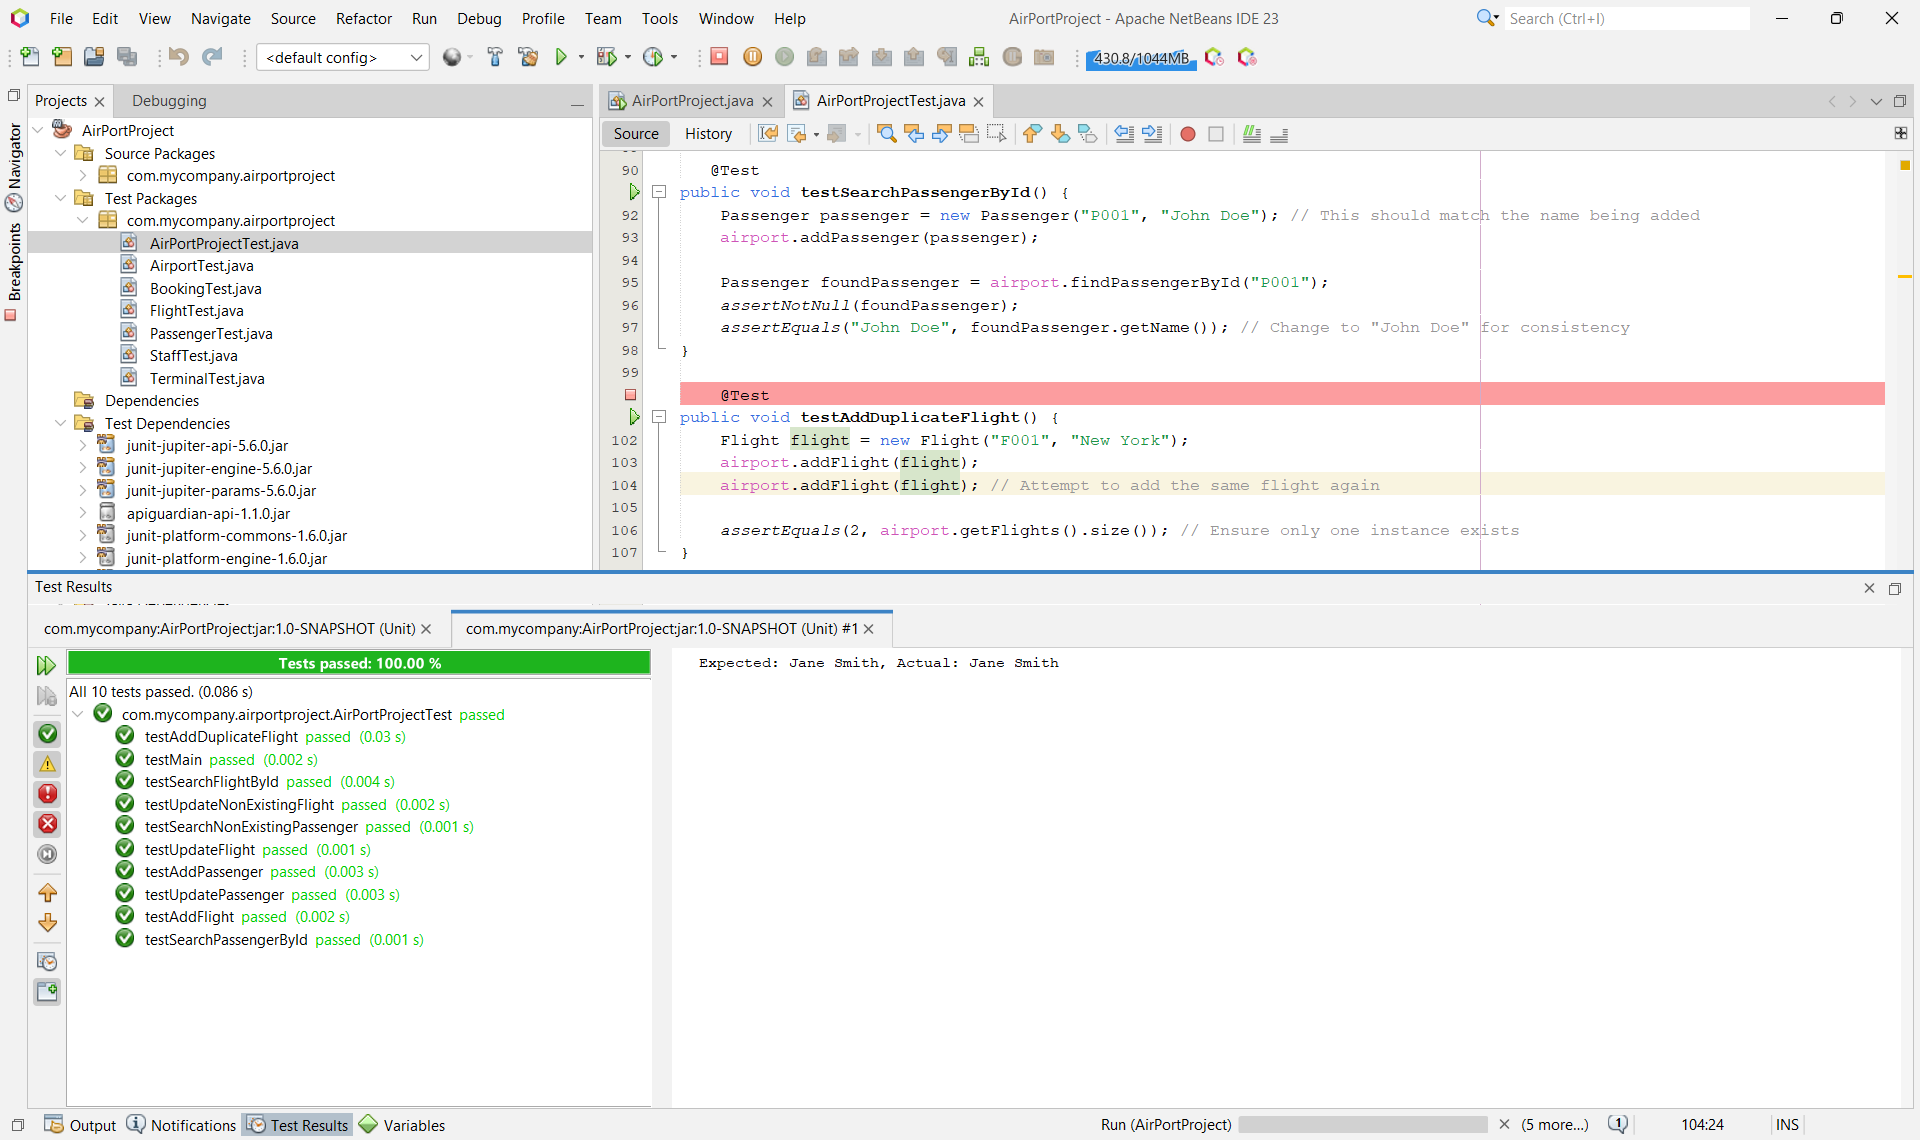 File Edit View Navigate Source Refactor Run Debug Profile Team Tools Window Help
AirPortProject - Apache NetBeans IDE 23
Search (Ctrl+I)
<default config>
430.8/1044MB
Projects
Debugging
AirPortProject.java
AirPortProjectTest.java
Navigator
Breakpoints
AirPortProject
Source Packages
com.mycompany.airportproject
Test Packages
com.mycompany.airportproject
AirPortProjectTest.java
AirportTest.java
BookingTest.java
FlightTest.java
PassengerTest.java
StaffTest.java
TerminalTest.java
Dependencies
Test Dependencies
junit-jupiter-api-5.6.0.jar
junit-jupiter-engine-5.6.0.jar
junit-jupiter-params-5.6.0.jar
apiguardian-api-1.1.0.jar
junit-platform-commons-1.6.0.jar
junit-platform-engine-1.6.0.jar
Source History
90 @Test
public void testSearchPassengerById() {
92 Passenger passenger = new Passenger("P001", "John Doe"); // This should match the name being added
93 airport.addPassenger(passenger);
94
95 Passenger foundPassenger = airport.findPassengerById("P001");
96 assertNotNull(foundPassenger);
97 assertEquals("John Doe", foundPassenger.getName()); // Change to "John Doe" for consistency
98 }
99
@Test
public void testAddDuplicateFlight() {
102 Flight flight = new Flight("F001", "New York");
103 airport.addFlight(flight);
104 airport.addFlight(flight); // Attempt to add the same flight again
105
106 assertEquals(2, airport.getFlights().size()); // Ensure only one instance exists
107 }
Test Results
com.mycompany:AirPortProject:jar:1.0-SNAPSHOT (Unit)
com.mycompany:AirPortProject:jar:1.0-SNAPSHOT (Unit) #1
Tests passed: 100.00 %
All 10 tests passed. (0.086 s)
com.mycompany.airportproject.AirPortProjectTest passed
testAddDuplicateFlight passed (0.03 s)
testMain passed (0.002 s)
testSearchFlightById passed (0.004 s)
testUpdateNonExistingFlight passed (0.002 s)
testSearchNonExistingPassenger passed (0.001 s)
testUpdateFlight passed (0.001 s)
testAddPassenger passed (0.003 s)
testUpdatePassenger passed (0.003 s)
testAddFlight passed (0.002 s)
testSearchPassengerById passed (0.001 s)
Expected: Jane Smith, Actual: Jane Smith
Output Notifications Test Results Variables
Run (AirPortProject)
(5 more...)
1
104:24
INS